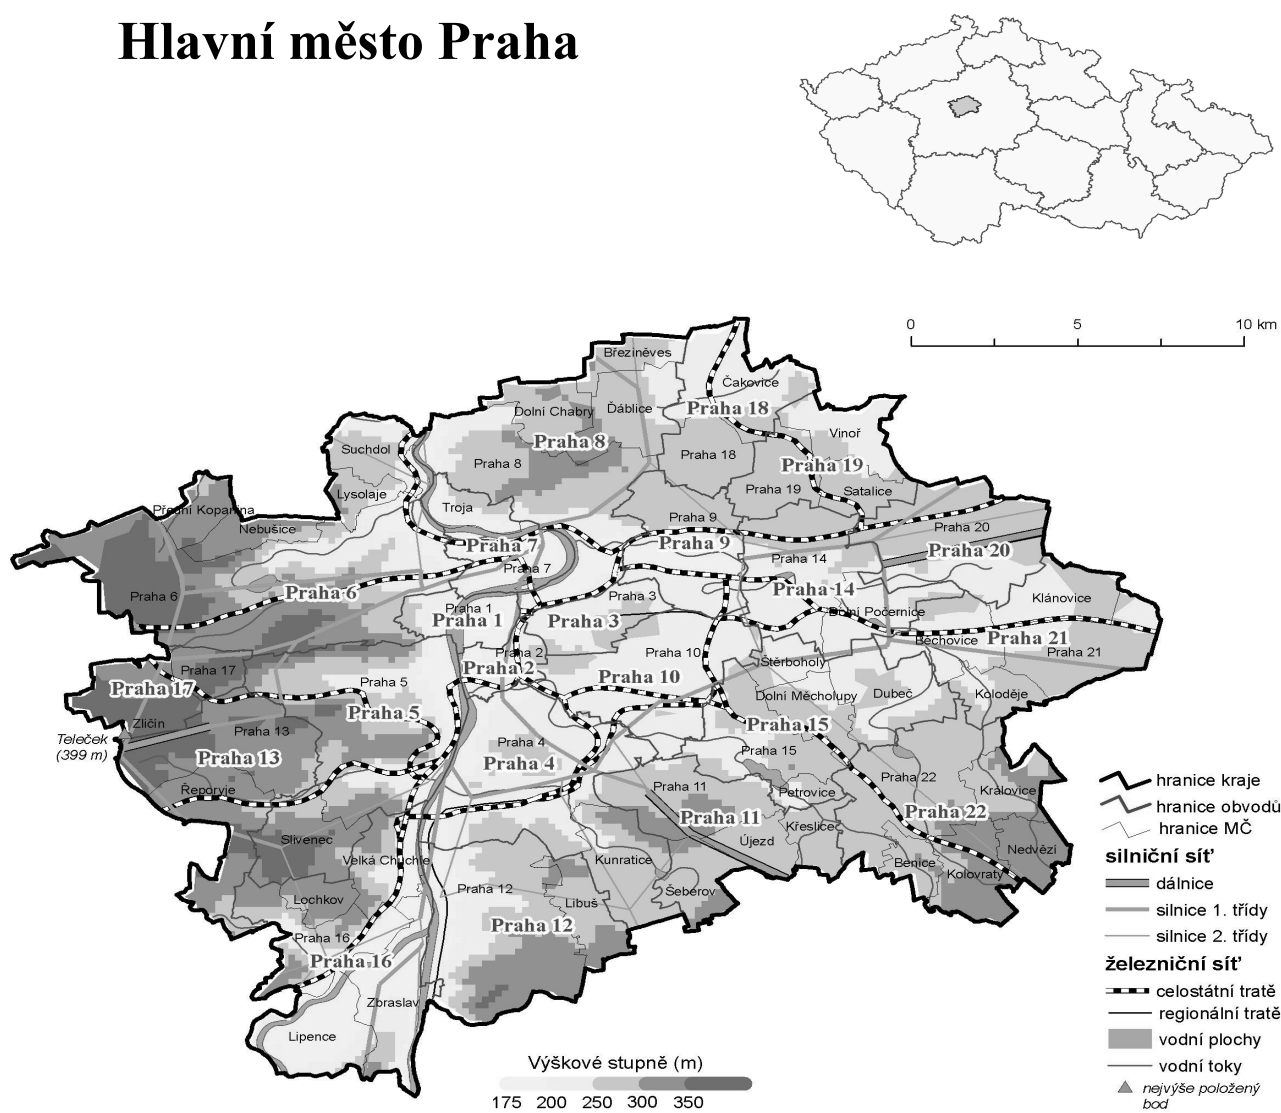 Hlavní město Praha
0 5 10 km
Březiněves
Čakovice
Dolní Chabry
Ďáblice
Praha 18
Praha 8
Vinoř
Suchdol
Praha 8
Praha 18
Praha 19
Lysolaje
Praha 19
Satalice
Přední Kopanina
Troja
Nebušice
Praha 9
Praha 20
Praha 7
Praha 9
Praha 20
Praha 14
Praha 7
Praha 6
Praha 14
Praha 6
Praha 3
Klánovice
Praha 1
Praha 1
Praha 3
Dolní Počernice
Běchovice
Praha 21
Praha 2
Praha 10
Praha 21
Štěrboholy
Praha 17
Praha 2
Praha 10
Praha 5
Praha 17
Dolní Měcholupy
Dubeč
Koloděje
Praha 5
Zličín
Praha 15
Praha 13
Teleček
(399 m)
Praha 4
Praha 15
Praha 13
Praha 4
Praha 22
Řeporyje
Praha 11
Petrovice
Královice
Praha 11
Praha 22
Křeslice
Slivenec
Újezd
Nedvězí
Velká Chuchle
Kunratice
Benice
Kolovraty
Praha 12
Šeberov
Lochkov
Libuš
Praha 12
Praha 16
Praha 16
Zbraslav
Lipence
Výškové stupně (m)
175 200 250 300 350
hranice kraje
hranice obvodů
hranice MČ
silniční síť
dálnice
silnice 1. třídy
silnice 2. třídy
železniční síť
celostátní tratě
regionální tratě
vodní plochy
vodní toky
nejvýše položený
bod